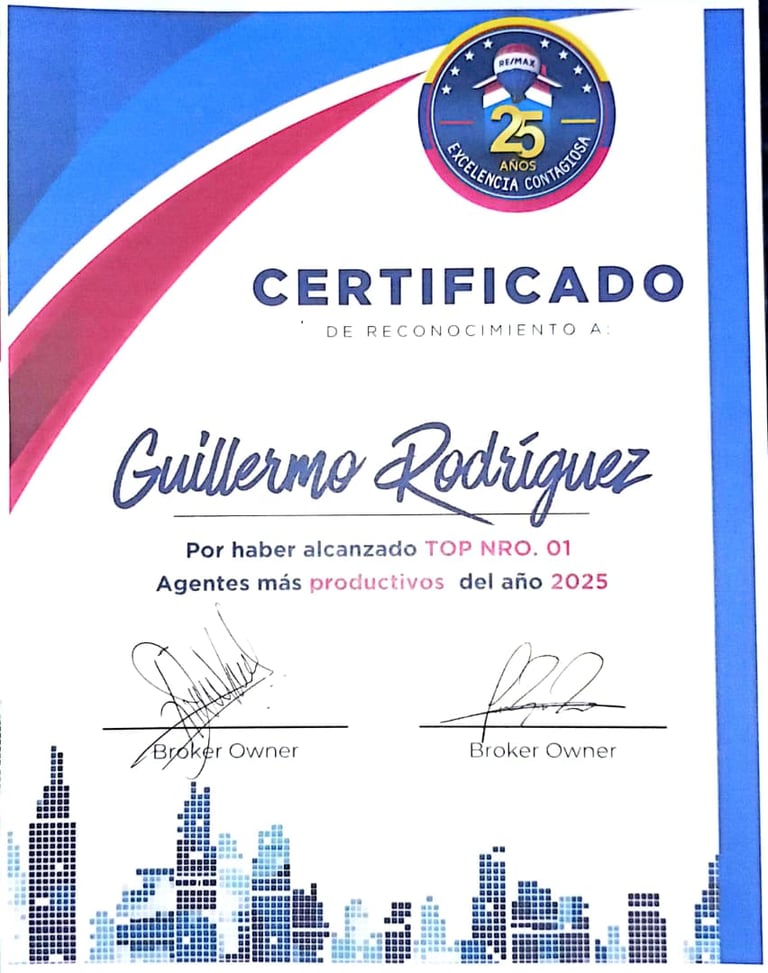 RE/MAX
25
AÑOS
EXCELENCIA CONTAGIOSA
CERTIFICADO
DE RECONOCIMIENTO A:
Guillermo Rodríguez
Por haber alcanzado TOP NRO. 01
Agentes más productivos del año 2025
Broker Owner Broker Owner